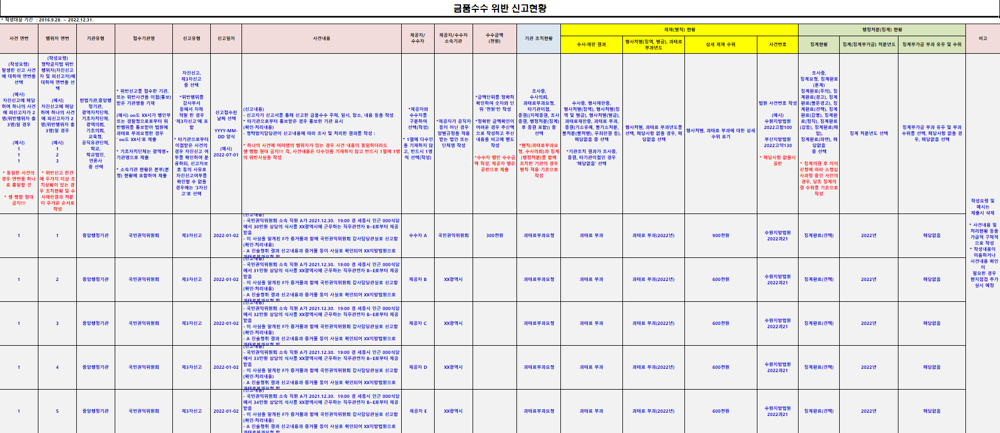 금품수수 위반 신고현황
* 작성대상 기간 : 2016.9.28. ~ 2022.12.31.
사건 연번
행위자 연번
기관유형
접수기관명
신고유형
신고일자
사건내용
제공자/
수수자
제공자/수수자
소속기관
수수금액
(천원)
기관 조치현황
제재(벌칙) 현황
수사·재판 결과
형사처벌(징역, 벌금), 과태료
부과년도
상세 제재 수위
사건번호
행정처분(징계) 현황
징계현황
징계(징계부가금) 처분년도
징계부가금 부과 유무 및 수위
비고
(작성요령)
발생한 신고 사건
에 대하여 연번을
선택
(예시)
자진신고에 해당
하며 하나의 사건
에 피신고자가 2
명(위반행위자 총
3명)일 경우
(예시)
1
1
1
1
* 동일한 사건의
경우 연번을 하나
로 통일할 것
* 셀 병합 절대
금지!!!
(작성요령)
청탁금지법 위반
행위자(자진신고
자 및 피신고자)에
대하여 연번을 선
택
(예시)
자진신고에 해당
하며 하나의 사건
에 피신고자가 2
명(위반행위자 총
3명)일 경우
(예시)
1
2
3
* 위반신고 한건
에 두가지 이상 조
치상황이 있는 경
우 조치현황 및 수
사재판결과 처분
이 무거운 순서로
작성
헌법기관,중앙행
정기관,
광역자치단체,
기초자치단체,
광역의회,
기초의회,
교육청,
공직유관단체,
학교,
학교법인,
언론사
중 선택
* 위반신고를 접수한 기관,
또는 위반사건을 이첩(통보)
받은 기관명을 기재
(예시) oo도 XX시가 행안부
또는 경찰청으로로부터 위
반행위를 통보받아 법원에
과태료 부과요청한 경우
' oo도 XX시'로 제출
* 기초자치단체는 광역명+
기관명으로 제출
* 소속기관 현황은 본부(본
청) 현황에 포함하여 제출
자진신고,
제3자신고
중 선택
*위반행위를
감사부서
등에서 자체
적발 한 경우
'제3자신고'에 포
함
* 타기관으로부터
이첩받은 사건의
경우 자진신고 여
부를 확인하여 분
류하되, 신고자보
호 등의 사유로
자진신고여부를
확인할 수 없을
경우에는 '3자신
고'로 선택
신고접수된
날짜 선택
YYYY-MM-
DD 양식
(예시)
2022-07-01
(신고내용)
- 신고자가 신고서를 통해 신고한 금품수수 주체, 일시, 장소, 내용 등을 작성
* 타기관으로부터 통보받은 경우 통보한 기관 표시
(확인·처리내용)
- 청탁방지담당관이 신고내용에 따라 조사 및 처리한 결과를 작성 :
* 하나의 사건에 여러명의 행위자가 있는 경우 사건 내용이 동일하더라도
셀 병합 절대 금지!!! 즉, 사건내용은 다수인을 기재하지 않고 반드시 1열에 1명
의 위반사실을 작성
*제공자와
수수자를
구분하여
선택(작성)
* 1열에 다수인
을 기재하지 않
고, 반드시 1명
씩 선택(작성)
*제공자가 공직자
등이 아닌 경우
양벌규정을 적용
받는 법인 또는
단체명 작성
*금액단위를 정확히
확인하여 숫자와 단
위 '천원'만 작성
*정확한 금액확인이
어려운 경우 추산액
으로 작성하고 추산
내용을 비고에 별도
작성
*수수자 행만 수수금
액 작성, 제공자 행은
공란으로 제출
조사중,
수사의뢰,
과태료부과요청,
타기관이첩,
종결((자체종결, 조사
종결, 행정처분(징계)
후 종결 포함)) 중
선택
*벌칙(과태료부과요
청, 수사의뢰)과 징계
(행정처분)를 함께
조치한 기관의 경우
벌칙 적용 기준으로
작성
수사중, 형사재판중,
형사처벌(징역), 형사처벌(징
역 및 벌금), 형사처벌(벌금),
과태료재판중, 과태료 부과,
종결(기소유예, 불기소처분,
불처분(불처벌), 무죄판결 등),
해당없음 중 선택
*기관조치 결과가 조사중,
종결, 타기관이첩인 경우
'해당없음' 선택
형사처벌, 과태료 부과년도를
선택, 해당사항 없을 경우, 해
당없음 선택
형사처벌, 과태료 부과에 대한 상세
수위 표기
법원 사건번호 작성
(예시)
수원지방법원
2022고합100
부산지방법원
2022고약130
* 해당사항 없을시
공란
조사중,
징계요청, 징계완료
(훈계)
징계완료(주의), 징
계완료(경고), 징계
완료(불문경고), 징
계완료(견책), 징계
완료(감봉), 징계완
료(정직), 징계완료
(강등), 징계완료(해
임),
징계완료(파면), 해
당없음
중 선택
* 징계의결 후 이의
신청에 따라 소청심
사과정 중인 사안의
경우, 당초 징계의
결 수위를 기준으로
작성
징계 처분년도 선택
징계부가금 부과 유무 및 부과
수위를 선택, 해당사항 없을 경
우, 해당없음 선택
작성요령 및
예시는
제출시 삭제
* 사건내용 및
처리현황 등을
가급적 구체적
으로 작성
* 작성내용이
미흡하거나
사건내용 확인
이
필요한 경우
현지점검 추가
실시 예정
1
1
중앙행정기관
국민권익위원회
제3자신고
2022-01-02
(신고내용)
- 국민권익위원회 소속 직원 A가 2021.12.30. 19:00 경 세종시 인근 000식당
에서 30만원 상당의 식사를 XX광역시에 근무하는 직무관련자 B~E로부터 제공
받음
- 이 사실을 알게된 F가 증거물과 함께 국민권익위원회 감사담당관실로 신고함
(확인·처리내용)
- A 진술청취 결과 신고내용과 증거물 등이 사실로 확인되어 XX지방법원으로
과태료부과요청 함
수수자 A
국민권익위원회
300천원
과태료부과요청
과태료 부과
과태료 부과(2022년)
900천원
수원지방법원
2022과21
징계완료(견책)
2022년
해당없음
1
2
중앙행정기관
국민권익위원회
제3자신고
2022-01-02
(신고내용)
- 국민권익위원회 소속 직원 A가 2021.12.30. 19:00 경 세종시 인근 000식당
에서 31만원 상당의 식사를 XX광역시에 근무하는 직무관련자 B~E로부터 제공
받음
- 이 사실을 알게된 F가 증거물과 함께 국민권익위원회 감사담당관실로 신고함
(확인·처리내용)
- A 진술청취 결과 신고내용과 증거물 등이 사실로 확인되어 XX지방법원으로
과태료부과요청 함
제공자 B
XX광역시
과태료부과요청
과태료 부과
과태료 부과(2022년)
600천원
수원지방법원
2022과21
징계완료(견책)
2022년
해당없음
1
3
중앙행정기관
국민권익위원회
제3자신고
2022-01-02
(신고내용)
- 국민권익위원회 소속 직원 A가 2021.12.30. 19:00 경 세종시 인근 000식당
에서 32만원 상당의 식사를 XX광역시에 근무하는 직무관련자 B~E로부터 제공
받음
- 이 사실을 알게된 F가 증거물과 함께 국민권익위원회 감사담당관실로 신고함
(확인·처리내용)
- A 진술청취 결과 신고내용과 증거물 등이 사실로 확인되어 XX지방법원으로
과태료부과요청 함
제공자 C
XX광역시
과태료부과요청
과태료 부과
과태료 부과(2022년)
600천원
수원지방법원
2022과21
징계완료(견책)
2022년
해당없음
1
4
중앙행정기관
국민권익위원회
제3자신고
2022-01-02
(신고내용)
- 국민권익위원회 소속 직원 A가 2021.12.30. 19:00 경 세종시 인근 000식당
에서 33만원 상당의 식사를 XX광역시에 근무하는 직무관련자 B~E로부터 제공
받음
- 이 사실을 알게된 F가 증거물과 함께 국민권익위원회 감사담당관실로 신고함
(확인·처리내용)
- A 진술청취 결과 신고내용과 증거물 등이 사실로 확인되어 XX지방법원으로
과태료부과요청 함
제공자 D
XX광역시
과태료부과요청
과태료 부과
과태료 부과(2022년)
600천원
수원지방법원
2022과21
징계완료(견책)
2022년
해당없음
1
5
중앙행정기관
국민권익위원회
제3자신고
2022-01-02
(신고내용)
- 국민권익위원회 소속 직원 A가 2021.12.30. 19:00 경 세종시 인근 000식당
에서 34만원 상당의 식사를 XX광역시에 근무하는 직무관련자 B~E로부터 제공
받음
- 이 사실을 알게된 F가 증거물과 함께 국민권익위원회 감사담당관실로 신고함
(확인·처리내용)
- A 진술청취 결과 신고내용과 증거물 등이 사실로 확인되어 XX지방법원으로
과태료부과요청 함
제공자 E
XX광역시
과태료부과요청
과태료 부과
과태료 부과(2022년)
600천원
수원지방법원
2022과21
징계완료(견책)
2022년
해당없음